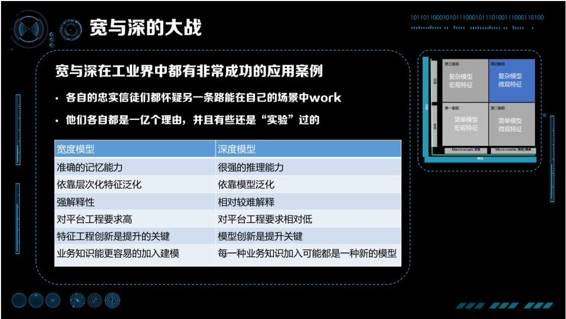 宽与深的大战
10110110001010111000101110011100010100
宽与深在工业界中都有非常成功的应用案例
• 各自的忠实信徒们都怀疑另一条路能在自己的场景中work
• 他们各自都是一亿个理由，并且有些还是“实验”过的
宽度模型 深度模型
准确的记忆能力 很强的推理能力
依靠层次化特征泛化 依靠模型泛化
强解释性 相对较难解释
对平台工程要求高 对平台工程要求相对低
特征工程创新是提升的关键 模型创新是提升关键
业务知识能更容易的加入建模 每一种业务知识加入可能都是一种新的模型
复杂模型 复杂模型
宏观特征 微观特征
简单模型 简单模型
宏观特征 微观特征